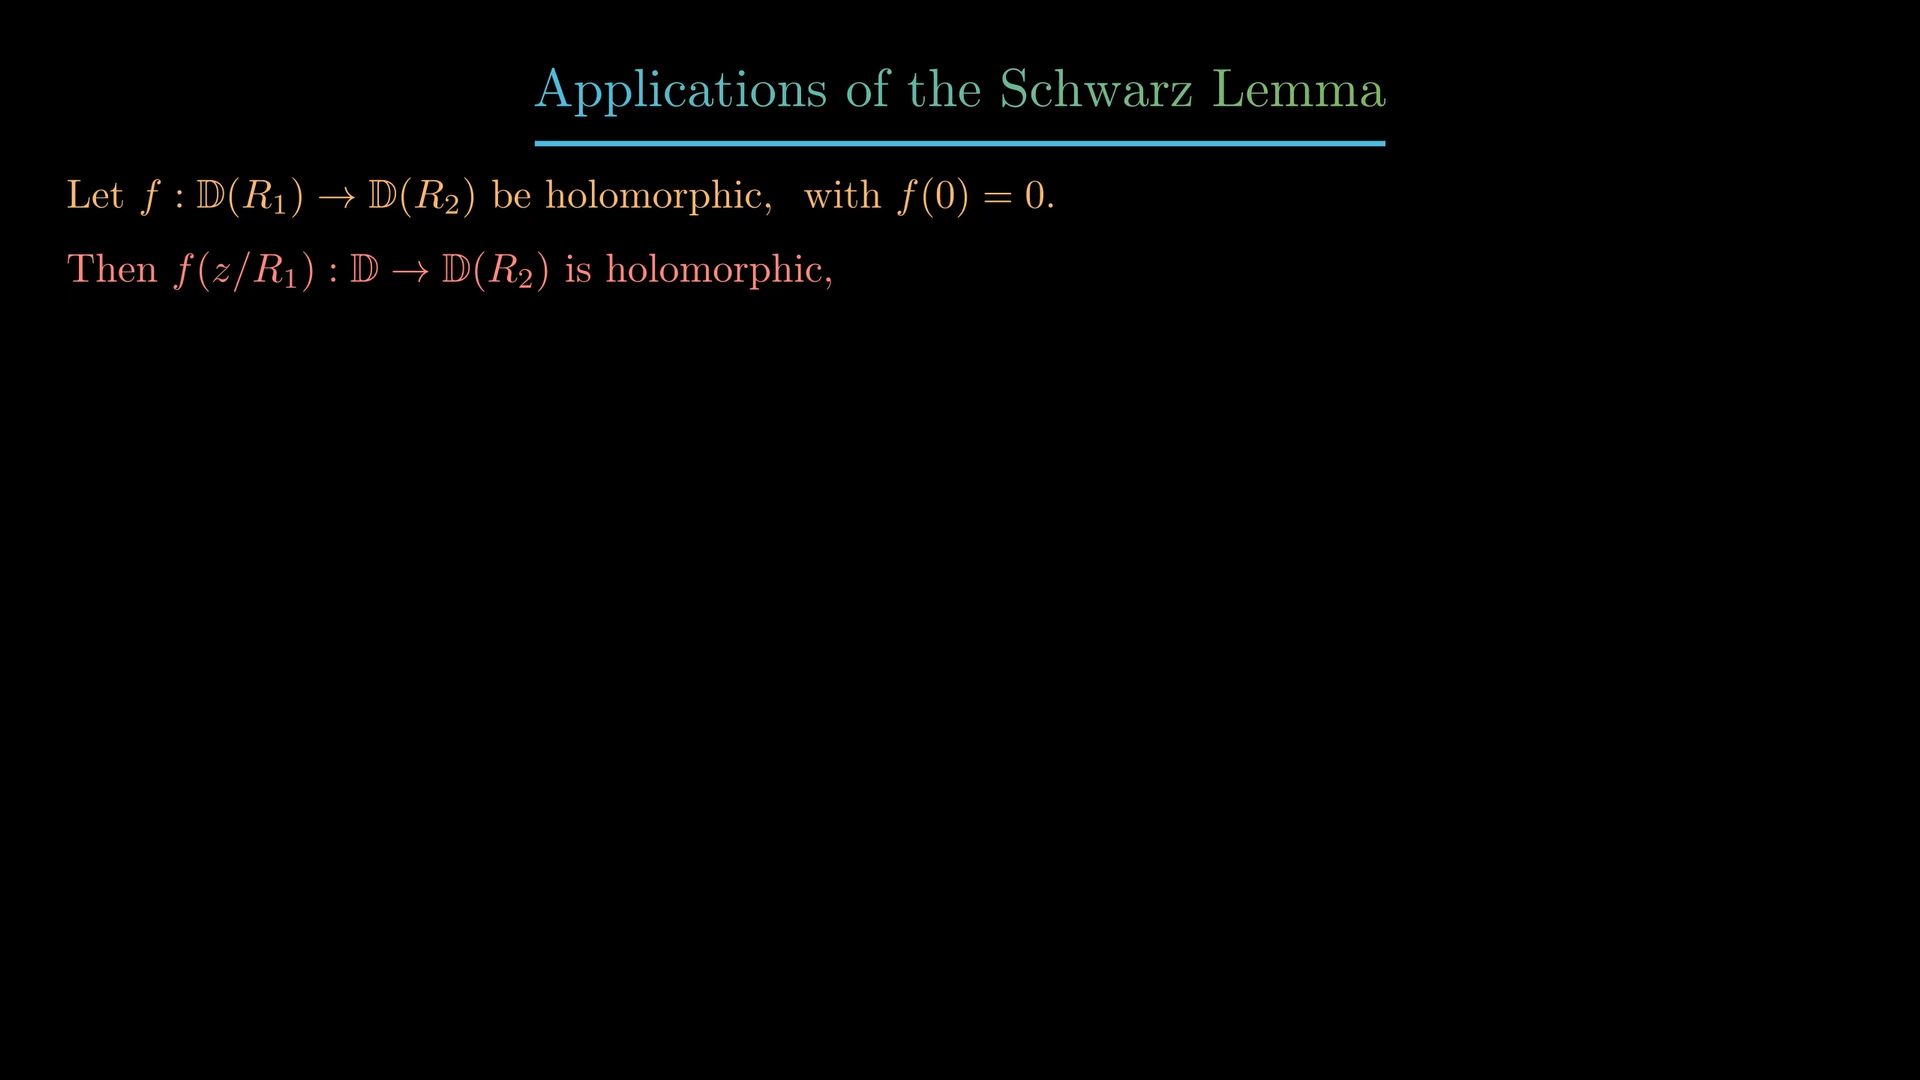 Applications of the Schwarz Lemma
Let f : 𝔻(R₁) → 𝔻(R₂) be holomorphic, with f(0) = 0.
Then f(z/R₁) : 𝔻 → 𝔻(R₂) is holomorphic,